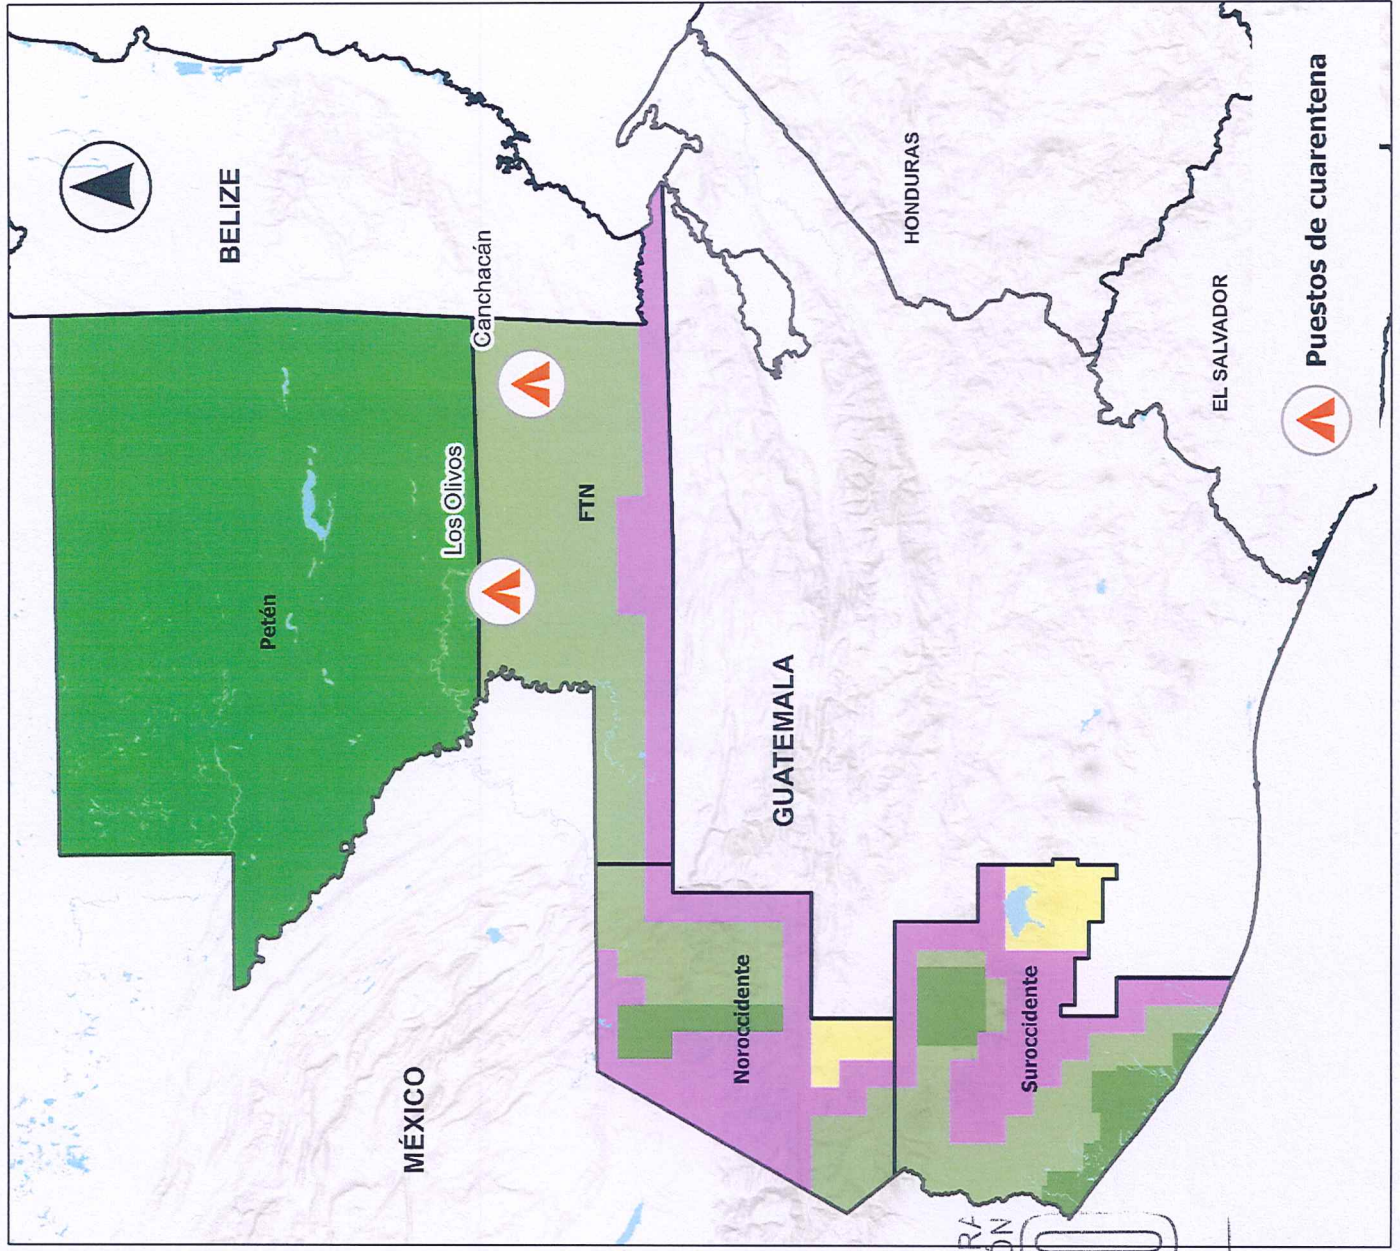 BELIZE
Canchacán
Los Olivos
Petén
FTN
MÉXICO
GUATEMALA
HONDURAS
EL SALVADOR
Noroccidente
Suroccidente
Puestos de cuarentena